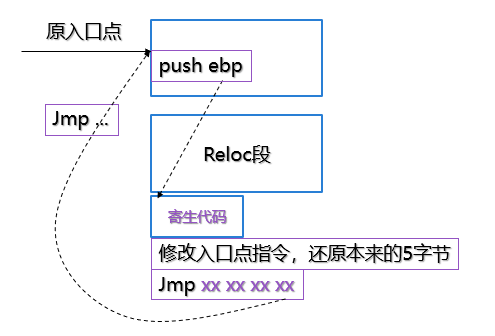 原入口点
push ebp
Jmp ...
Reloc段
寄生代码
修改入口点指令，还原本来的5字节
Jmp xx xx xx xx